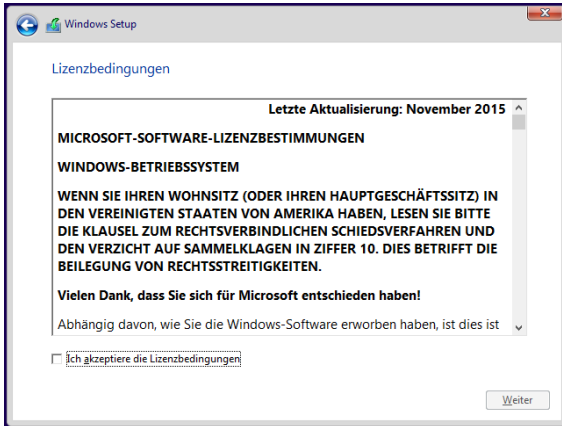 Windows Setup
Lizenzbedingungen
Letzte Aktualisierung: November 2015
MICROSOFT-SOFTWARE-LIZENZBESTIMMUNGEN
WINDOWS-BETRIEBSSYSTEM
WENN SIE IHREN WOHNSITZ (ODER IHREN HAUPTGESCHÄFTSSITZ) IN
DEN VEREINIGTEN STAATEN VON AMERIKA HABEN, LESEN SIE BITTE
DIE KLAUSEL ZUM RECHTSVERBINDLICHEN SCHIEDSVERFAHREN UND
DEN VERZICHT AUF SAMMELKLAGEN IN ZIFFER 10. DIES BETRIFFT DIE
BEILEGUNG VON RECHTSSTREITIGKEITEN.
Vielen Dank, dass Sie sich für Microsoft entschieden haben!
Abhängig davon, wie Sie die Windows-Software erworben haben, ist dies ist
Ich akzeptiere die Lizenzbedingungen
Weiter